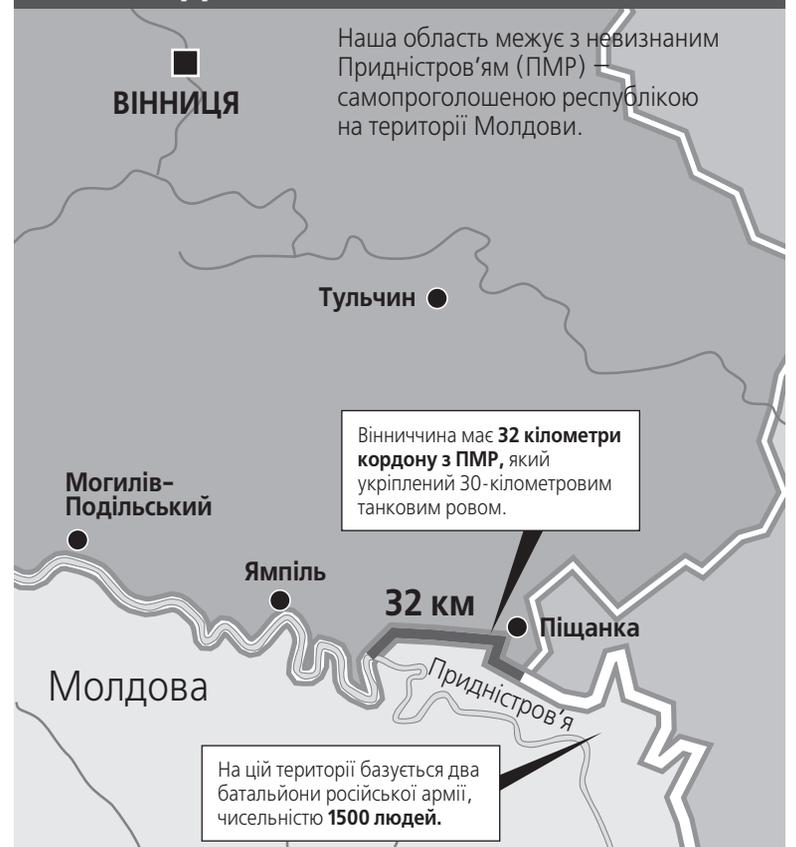 Наша область межує з невизнаним
Придністров'ям (ПМР) –
самопроголошеною республікою
на території Молдови.
ВІННИЦЯ
Тульчин
Вінниччина має 32 кілометри
кордону з ПМР, який
укріплений 30-кілометровим
танковим ровом.
Могилів-
Подільський
Ямпіль
32 км
Піщанка
Молдова
Придністров'я
На цій території базується два
батальйони російської армії,
чисельністю 1500 людей.